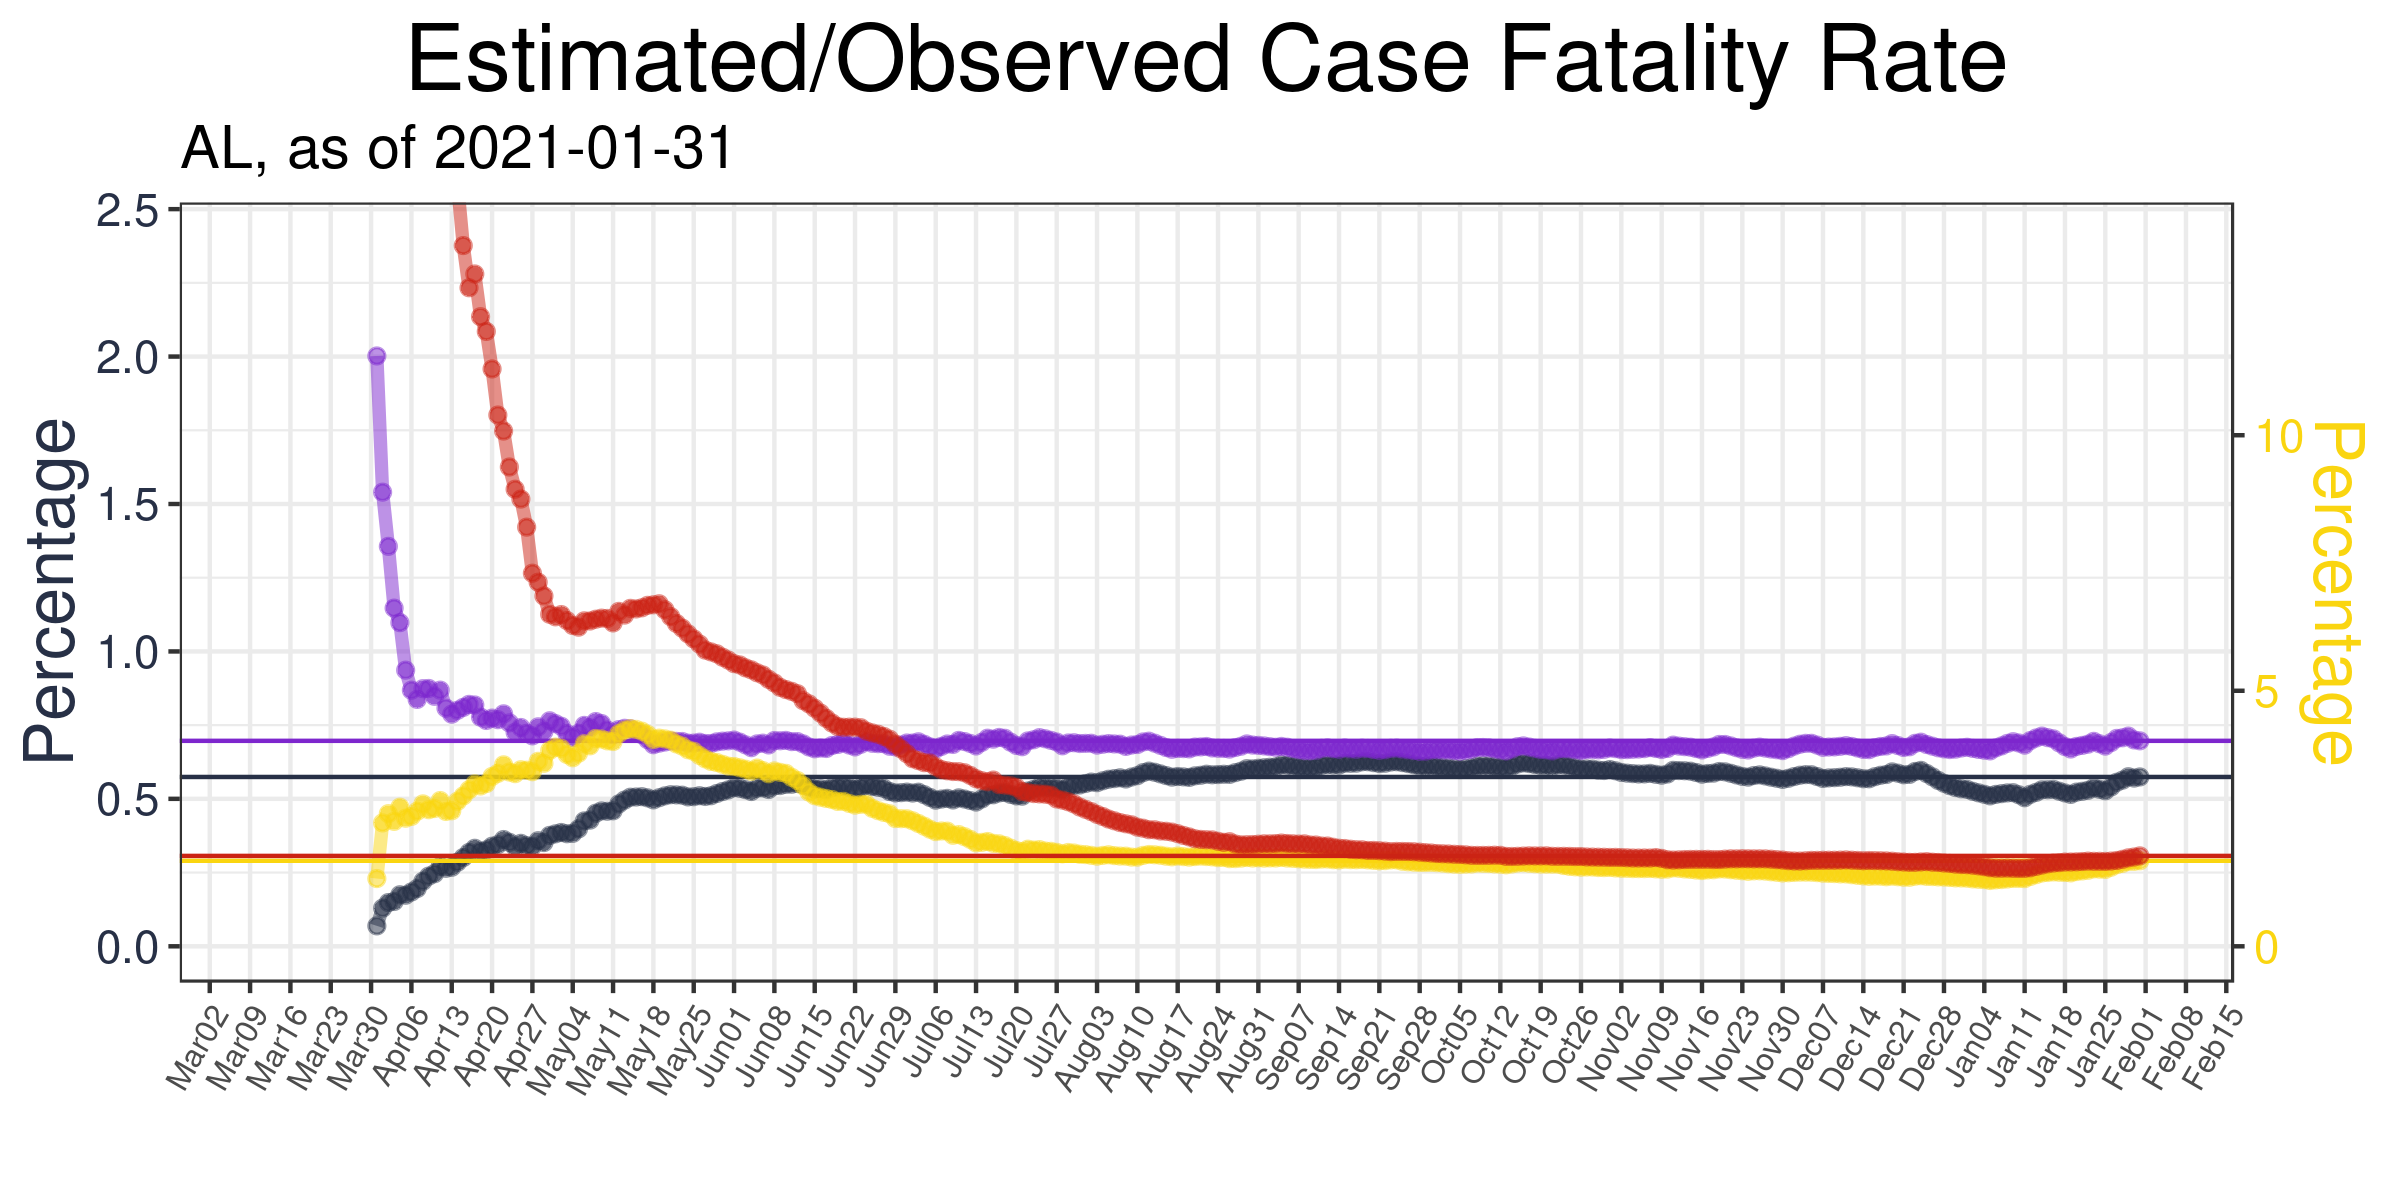 Estimated/Observed Case Fatality Rate
AL, as of 2021-01-31
Percentage
2.5
2.0
1.5
1.0
0.5
0.0
10
5
0
Percentage
Mar02 Mar09 Mar16 Mar23 Mar30 Apr06 Apr13 Apr20 Apr27 May04 May11 May18 May25 Jun01 Jun08 Jun15 Jun22 Jun29 Jul06 Jul13 Jul20 Jul27 Aug03 Aug10 Aug17 Aug24 Aug31 Sep07 Sep14 Sep21 Sep28 Oct05 Oct12 Oct19 Oct26 Nov02 Nov09 Nov16 Nov23 Nov30 Dec07 Dec14 Dec21 Dec28 Jan04 Jan11 Jan18 Jan25 Feb01 Feb08 Feb15